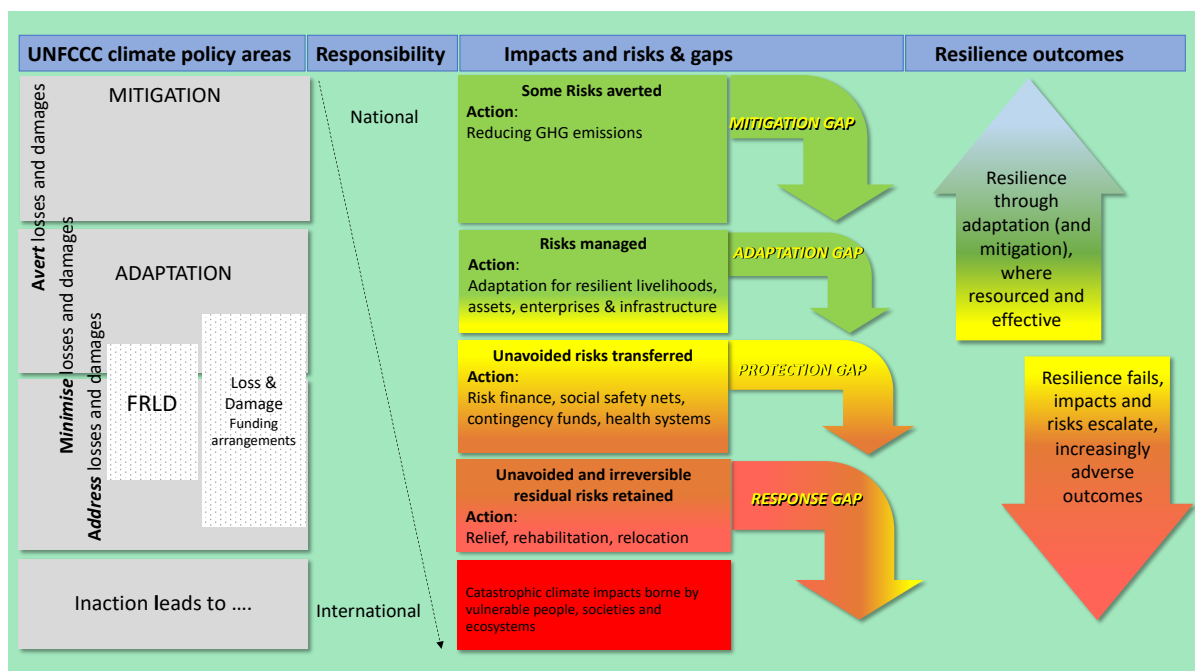 UNFCCC climate policy areas
Responsibility
Impacts and risks & gaps
Resilience outcomes
MITIGATION
ADAPTATION
Avert losses and damages
Minimise losses and damages
Address losses and damages
FRLD
Loss &
Damage
Funding
arrangements
Inaction leads to ....
National
International
Some Risks averted
Action:
Reducing GHG emissions
MITIGATION GAP
Risks managed
Action:
Adaptation for resilient livelihoods,
assets, enterprises & infrastructure
ADAPTATION GAP
Unavoided risks transferred
Action:
Risk finance, social safety nets,
contingency funds, health systems
PROTECTION GAP
Unavoided and irreversible
residual risks retained
Action:
Relief, rehabilitation, relocation
RESPONSE GAP
Catastrophic climate impacts borne by
vulnerable people, societies and
ecosystems
Resilience
through
adaptation (and
mitigation),
where
resourced and
effective
Resilience fails,
impacts and
risks escalate,
increasingly
adverse
outcomes